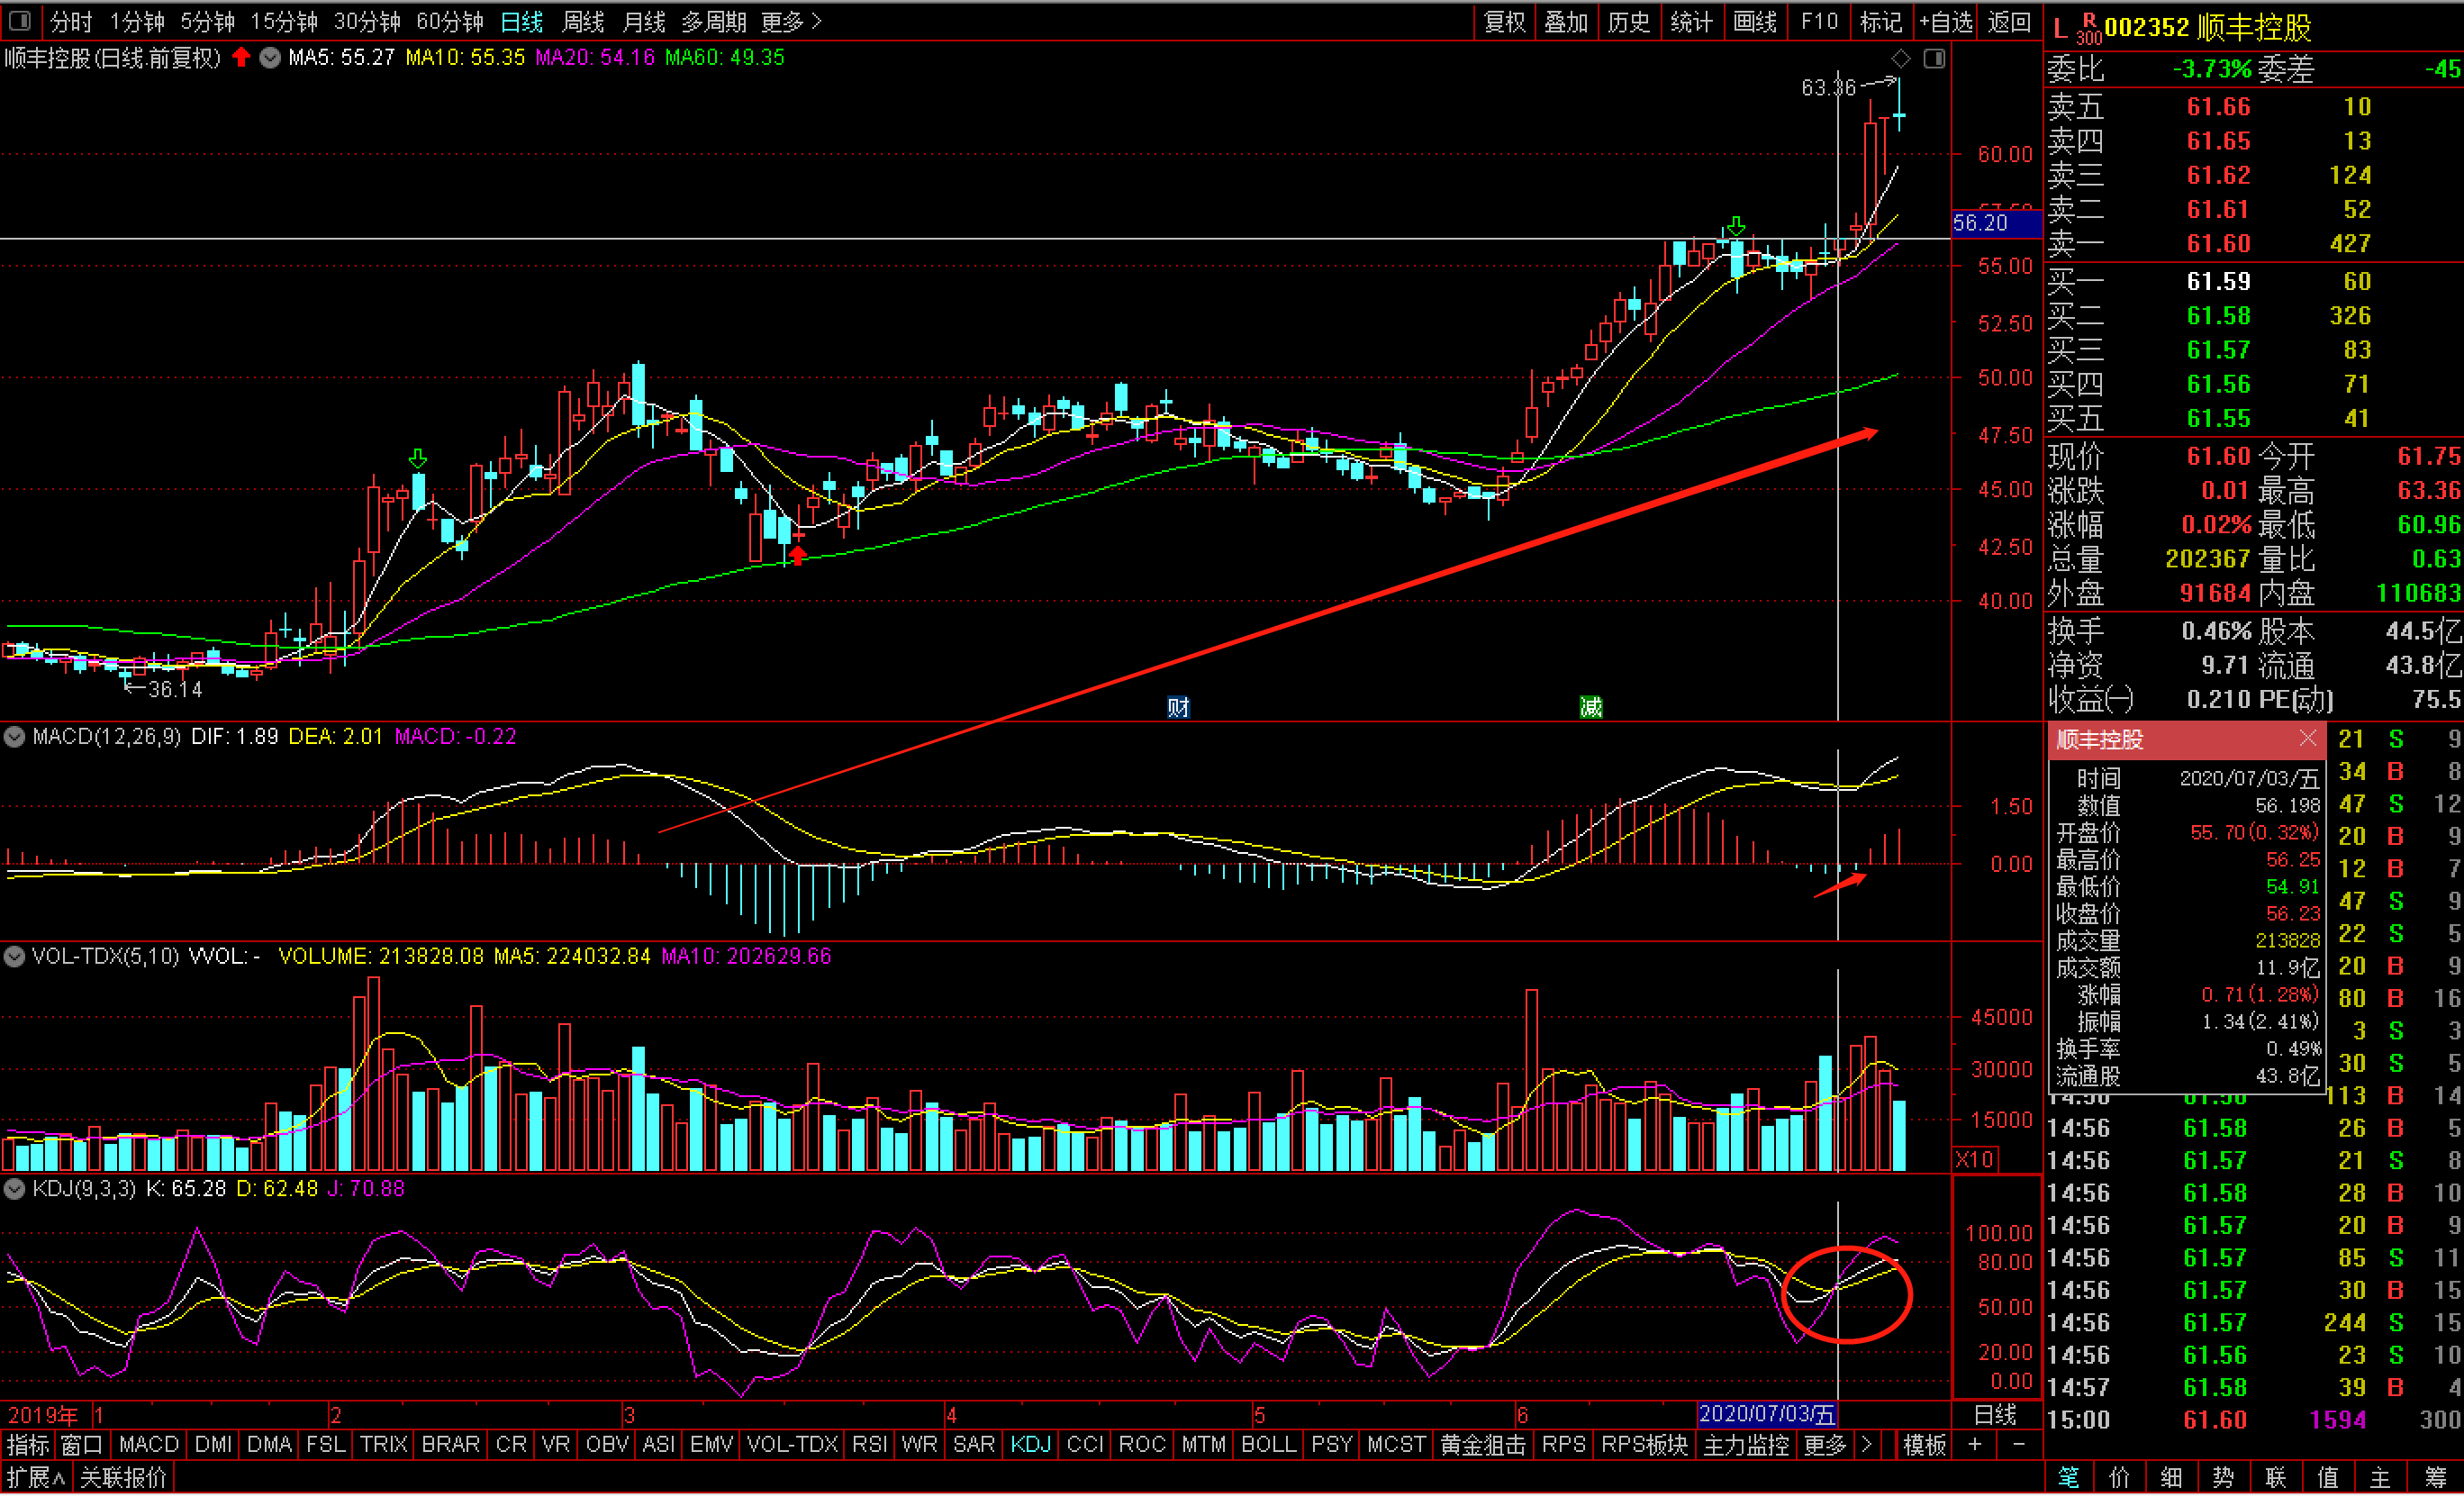 分时 1分钟 5分钟 15分钟 30分钟 60分钟 日线 周线 月线 多周期 更多 >
复权 叠加 历史 统计 画线 F10 标记 +自选 返回
顺丰控股(日线.前复权) MA5: 55.27 MA10: 55.35 MA20: 54.16 MA60: 49.35
63.36
60.00
56.20
55.00
52.50
50.00
47.50
45.00
42.50
40.00
36.14
财
减
MACD(12,26,9) DIF: 1.89 DEA: 2.01 MACD: -0.22
1.50
0.00
VOL-TDX(5,10) VVOL: - VOLUME: 213828.08 MA5: 224032.84 MA10: 202629.66
45000
30000
15000
X10
KDJ(9,3,3) K: 65.28 D: 62.48 J: 70.88
100.00
80.00
50.00
20.00
0.00
2019年 1 2 3 4 5 6 2020/07/03/五 日线
指标 窗口 MACD DMI DMA FSL TRIX BRAR CR VR OBV ASI EMV VOL-TDX RSI WR SAR KDJ CCI ROC MTM BOLL PSY MCST 黄金狙击 RPS RPS板块 主力监控 更多 > 模板 + -
扩展∧ 关联报价
L R 300 002352 顺丰控股
委比 -3.73% 委差 -45
卖五 61.66 10
卖四 61.65 13
卖三 61.62 124
卖二 61.61 52
卖一 61.60 427
买一 61.59 60
买二 61.58 326
买三 61.57 83
买四 61.56 71
买五 61.55 41
现价 61.60 今开 61.75
涨跌 0.01 最高 63.36
涨幅 0.02% 最低 60.96
总量 202367 量比 0.63
外盘 91684 内盘 110683
换手 0.46% 股本 44.5亿
净资 9.71 流通 43.8亿
收益(一) 0.210 PE(动) 75.5
顺丰控股
时间 2020/07/03/五
数值 56.198
开盘价 55.70(0.32%)
最高价 56.25
最低价 54.91
收盘价 56.23
成交量 213828
成交额 11.9亿
涨幅 0.71(1.28%)
振幅 1.34(2.41%)
换手率 0.49%
流通股 43.8亿
21 S 9
34 B 8
47 S 12
20 B 9
12 B 7
47 S 9
22 S 5
20 B 9
80 B 16
3 S 3
30 S 5
113 B 14
14:56 61.58 26 B 5
14:56 61.57 21 S 8
14:56 61.58 28 B 10
14:56 61.57 20 B 9
14:56 61.57 85 S 11
14:56 61.57 30 B 15
14:56 61.57 244 S 15
14:56 61.56 23 S 10
14:57 61.58 39 B 4
15:00 61.60 1594 300
笔 价 细 势 联 值 主 筹